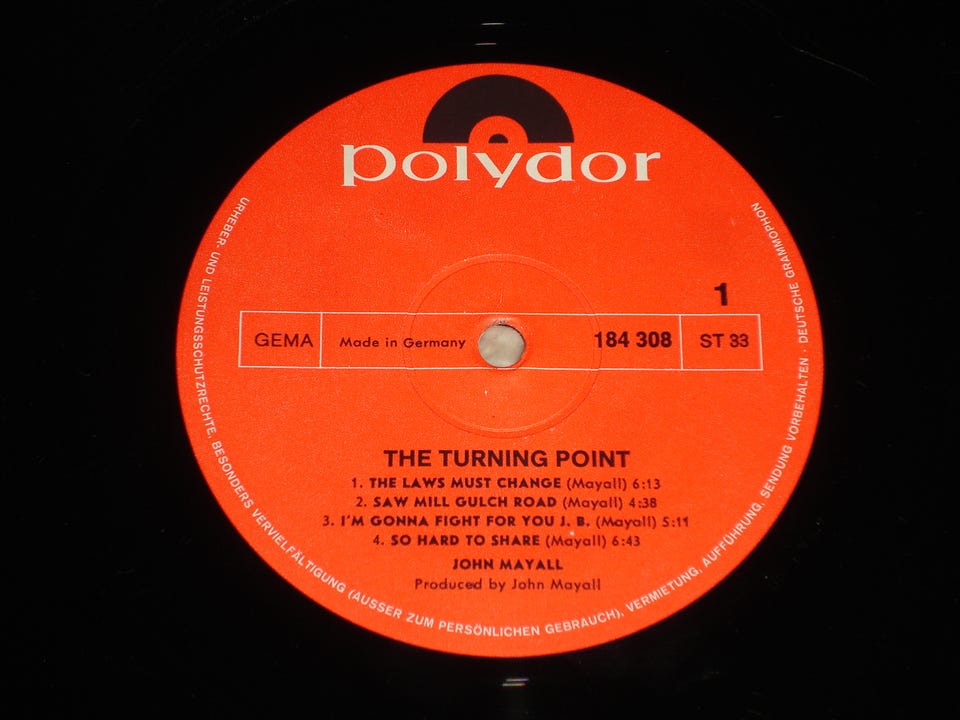 polydor
1
GEMA
Made in Germany
184 308
ST 33
THE TURNING POINT
1. THE LAWS MUST CHANGE (Mayall) 6:13
2. SAW MILL GULCH ROAD (Mayall) 4:38
3. I'M GONNA FIGHT FOR YOU J. B. (Mayall) 5:11
4. SO HARD TO SHARE (Mayall) 6:43
JOHN MAYALL
Produced by John Mayall
URHEBER- UND LEISTUNGSSCHUTZRECHTE, BESONDERS VERVIELFÄLTIGUNG (AUSSER ZUM PERSÖNLICHEN GEBRAUCH), VERMIETUNG, AUFFÜHRUNG, SENDUNG VORBEHALTEN · DEUTSCHE GRAMMOPHON